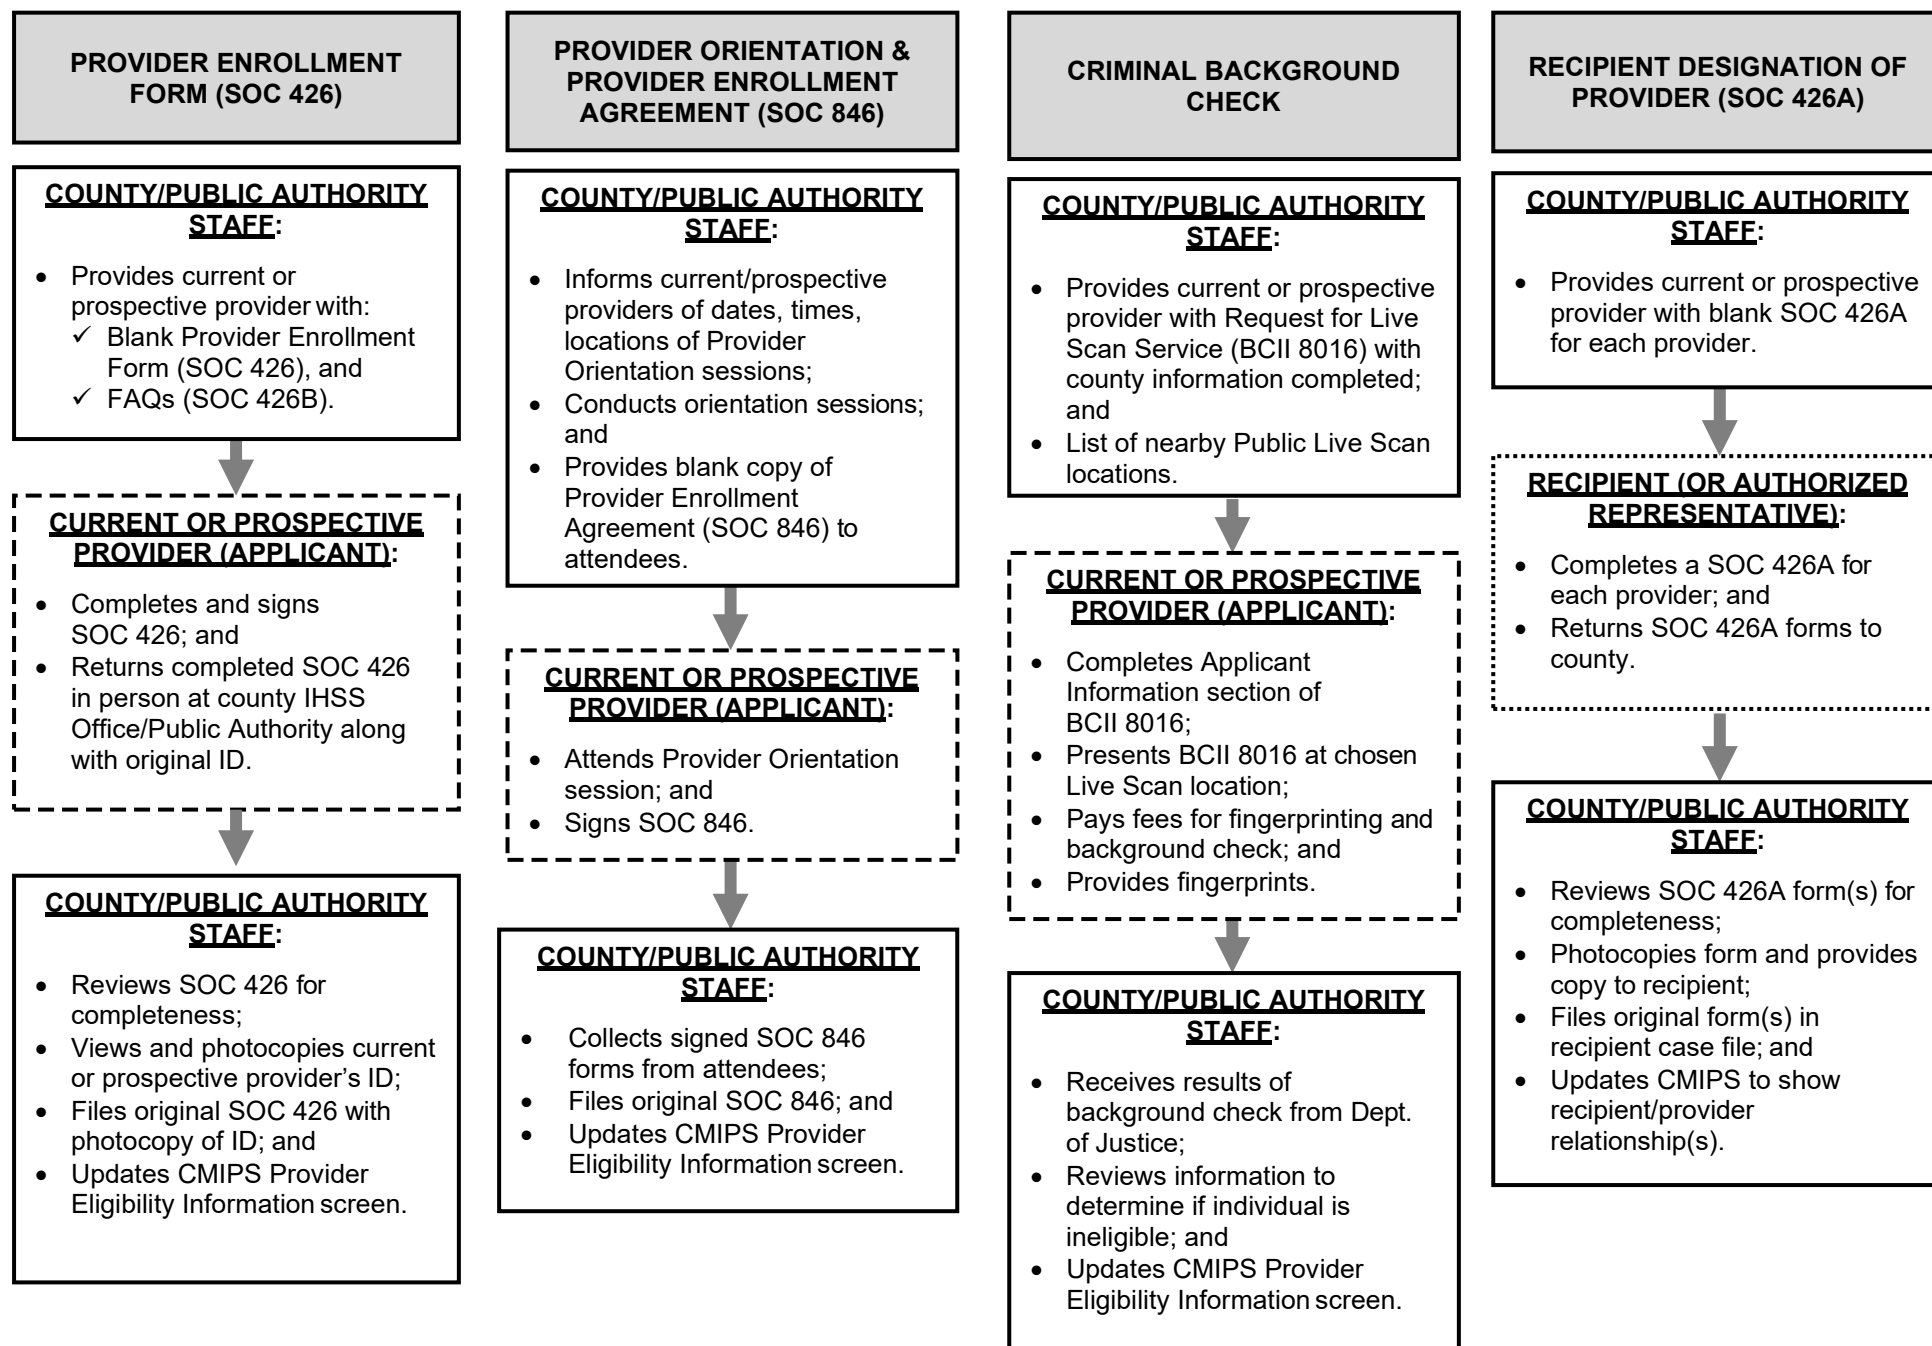 PROVIDER ENROLLMENT
FORM (SOC 426)
COUNTY/PUBLIC AUTHORITY
STAFF:
• Provides current or
prospective provider with:
✓ Blank Provider Enrollment
Form (SOC 426), and
✓ FAQs (SOC 426B).
CURRENT OR PROSPECTIVE
PROVIDER (APPLICANT):
• Completes and signs
SOC 426; and
• Returns completed SOC 426
in person at county IHSS
Office/Public Authority along
with original ID.
COUNTY/PUBLIC AUTHORITY
STAFF:
• Reviews SOC 426 for
completeness;
• Views and photocopies current
or prospective provider’s ID;
• Files original SOC 426 with
photocopy of ID; and
• Updates CMIPS Provider
Eligibility Information screen.
PROVIDER ORIENTATION &
PROVIDER ENROLLMENT
AGREEMENT (SOC 846)
COUNTY/PUBLIC AUTHORITY
STAFF:
• Informs current/prospective
providers of dates, times,
locations of Provider
Orientation sessions;
• Conducts orientation sessions;
and
• Provides blank copy of
Provider Enrollment
Agreement (SOC 846) to
attendees.
CURRENT OR PROSPECTIVE
PROVIDER (APPLICANT):
• Attends Provider Orientation
session; and
• Signs SOC 846.
COUNTY/PUBLIC AUTHORITY
STAFF:
• Collects signed SOC 846
forms from attendees;
• Files original SOC 846; and
• Updates CMIPS Provider
Eligibility Information screen.
CRIMINAL BACKGROUND
CHECK
COUNTY/PUBLIC AUTHORITY
STAFF:
• Provides current or prospective
provider with Request for Live
Scan Service (BCII 8016) with
county information completed;
and
• List of nearby Public Live Scan
locations.
CURRENT OR PROSPECTIVE
PROVIDER (APPLICANT):
• Completes Applicant
Information section of
BCII 8016;
• Presents BCII 8016 at chosen
Live Scan location;
• Pays fees for fingerprinting and
background check; and
• Provides fingerprints.
COUNTY/PUBLIC AUTHORITY
STAFF:
• Receives results of
background check from Dept.
of Justice;
• Reviews information to
determine if individual is
ineligible; and
• Updates CMIPS Provider
Eligibility Information screen.
RECIPIENT DESIGNATION OF
PROVIDER (SOC 426A)
COUNTY/PUBLIC AUTHORITY
STAFF:
• Provides current or prospective
provider with blank SOC 426A
for each provider.
RECIPIENT (OR AUTHORIZED
REPRESENTATIVE):
• Completes a SOC 426A for
each provider; and
• Returns SOC 426A forms to
county.
COUNTY/PUBLIC AUTHORITY
STAFF:
• Reviews SOC 426A form(s) for
completeness;
• Photocopies form and provides
copy to recipient;
• Files original form(s) in
recipient case file; and
• Updates CMIPS to show
recipient/provider
relationship(s).